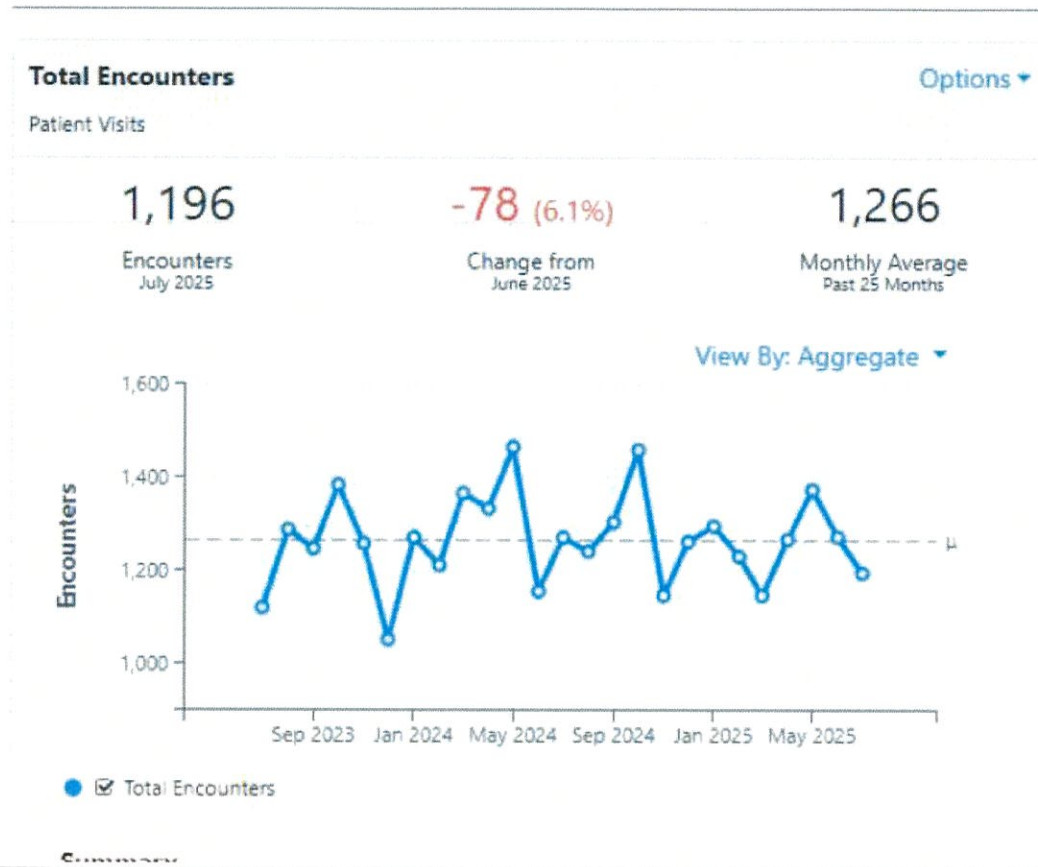 Total Encounters
Options
Patient Visits
1,196
Encounters
July 2025
-78 (6.1%)
Change from
June 2025
1,266
Monthly Average
Past 25 Months
View By: Aggregate
Encounters
1,600
1,400
1,200
1,000
μ
Sep 2023 Jan 2024 May 2024 Sep 2024 Jan 2025 May 2025
Total Encounters
Summary